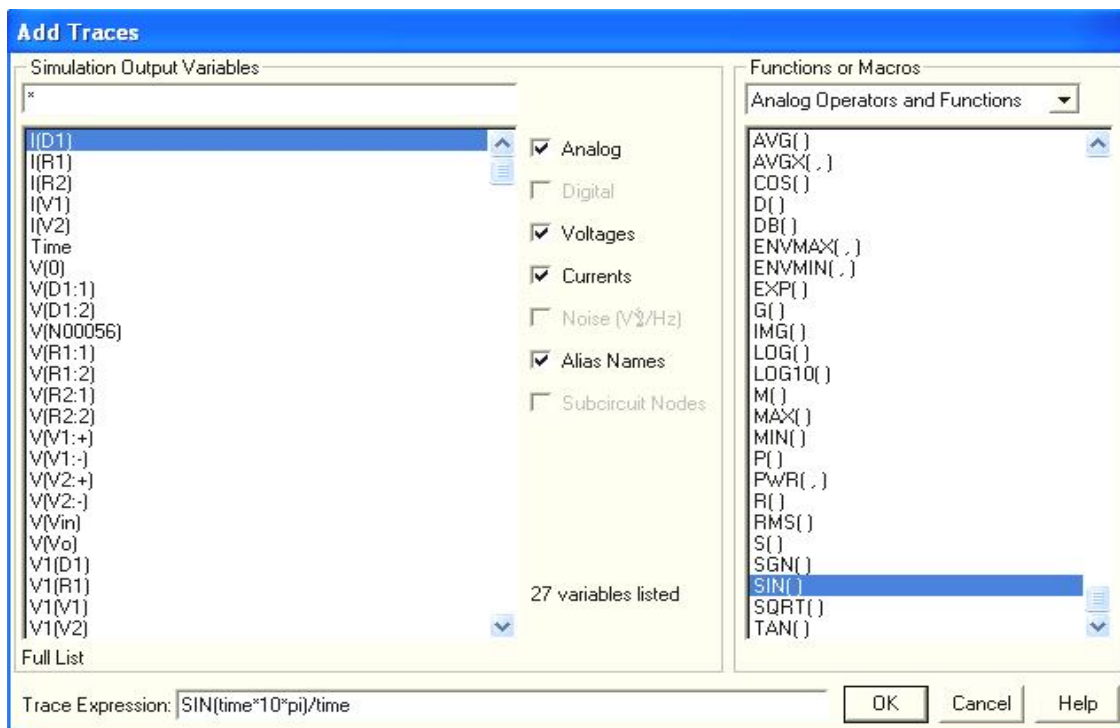 Add Traces
Simulation Output Variables
*
I(D1)
I(R1)
I(R2)
I(V1)
I(V2)
Time
V(0)
V(D1:1)
V(D1:2)
V(N00056)
V(R1:1)
V(R1:2)
V(R2:1)
V(R2:2)
V(V1:+)
V(V1:-)
V(V2:+)
V(V2:-)
V(Vin)
V(Vo)
V1(D1)
V1(R1)
V1(V1)
V1(V2)
Full List
Analog
Digital
Voltages
Currents
Noise (V²/Hz)
Alias Names
Subcircuit Nodes
27 variables listed
Functions or Macros
Analog Operators and Functions
AVG( )
AVGX( , )
COS( )
D( )
DB( )
ENVMAX( , )
ENVMIN( , )
EXP( )
G( )
IMG( )
LOG( )
LOG10( )
M( )
MAX( )
MIN( )
P( )
PWR( , )
R( )
RMS( )
S( )
SGN( )
SIN( )
SQRT( )
TAN( )
Trace Expression: SIN(time*10*pi)/time
OK Cancel Help